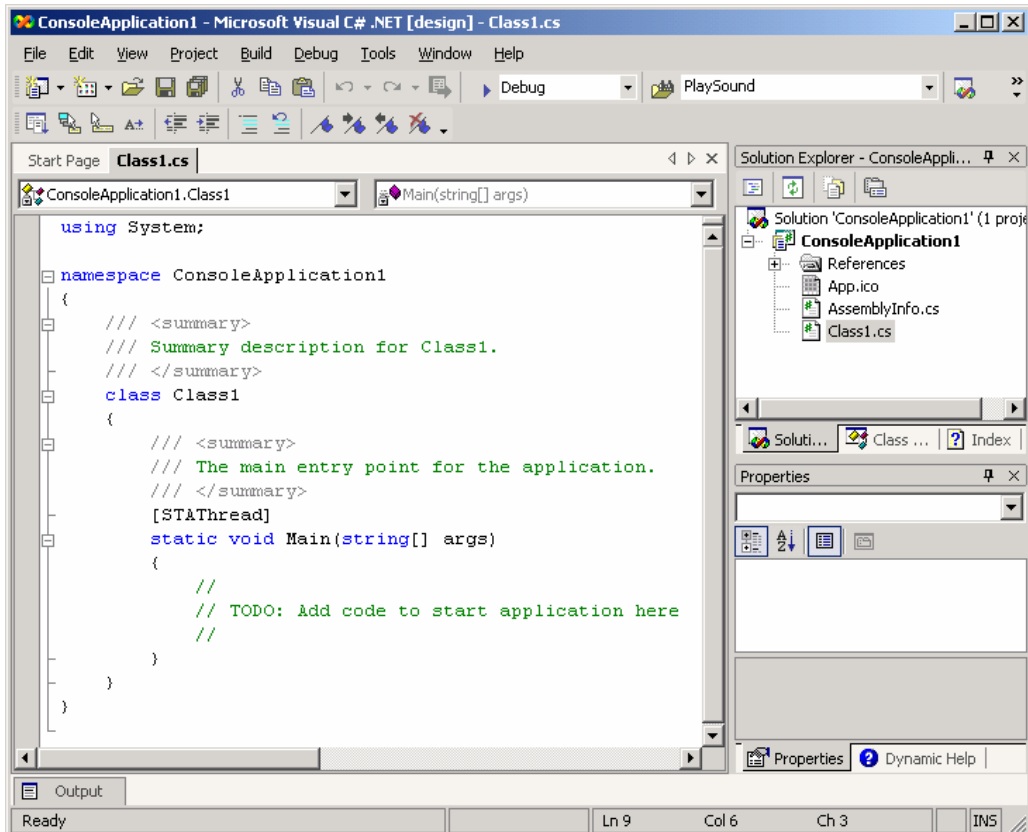 ConsoleApplication1 - Microsoft Visual C# .NET [design] - Class1.cs
File Edit View Project Build Debug Tools Window Help
Debug PlaySound
Start Page Class1.cs
ConsoleApplication1.Class1 Main(string[] args)
using System;
namespace ConsoleApplication1
{
/// <summary>
/// Summary description for Class1.
/// </summary>
class Class1
{
/// <summary>
/// The main entry point for the application.
/// </summary>
[STAThread]
static void Main(string[] args)
{
//
// TODO: Add code to start application here
//
}
}
}
Solution Explorer - ConsoleAppli...
Solution 'ConsoleApplication1' (1 proje
ConsoleApplication1
References
App.ico
AssemblyInfo.cs
Class1.cs
Soluti... Class ... Index
Properties
Properties Dynamic Help
Output
Ready Ln 9 Col 6 Ch 3 INS